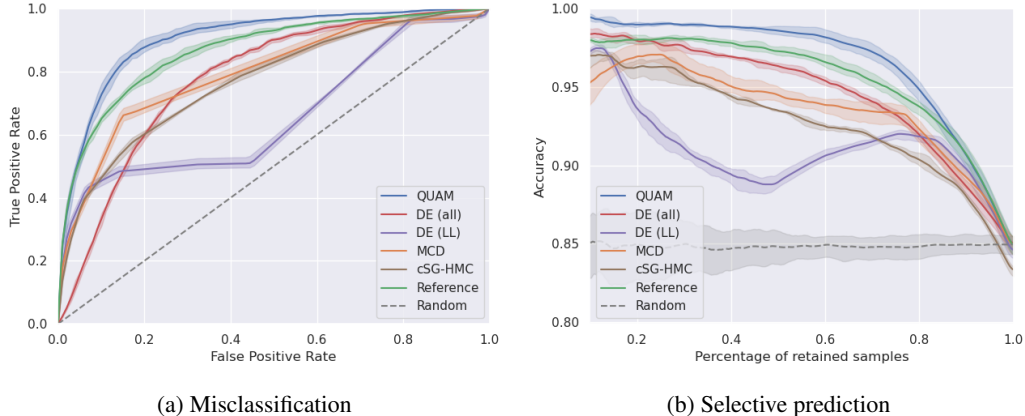 1.0
0.8
0.6
0.4
0.2
0.0
True Positive Rate
0.0 0.2 0.4 0.6 0.8 1.0
False Positive Rate
QUAM
DE (all)
DE (LL)
MCD
cSG-HMC
Reference
Random
(a) Misclassification
1.00
0.95
0.90
0.85
0.80
Accuracy
0.2 0.4 0.6 0.8 1.0
Percentage of retained samples
QUAM
DE (all)
DE (LL)
MCD
cSG-HMC
Reference
Random
(b) Selective prediction